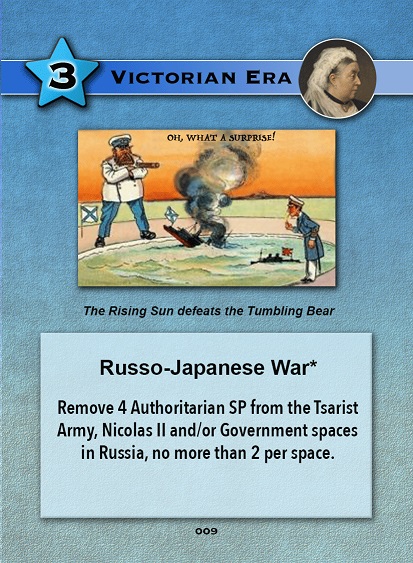 3
Victorian Era
OH, WHAT A SURPRISE!
The Rising Sun defeats the Tumbling Bear
Russo-Japanese War*
Remove 4 Authoritarian SP from the Tsarist
Army, Nicolas II and/or Government spaces
in Russia, no more than 2 per space.
009